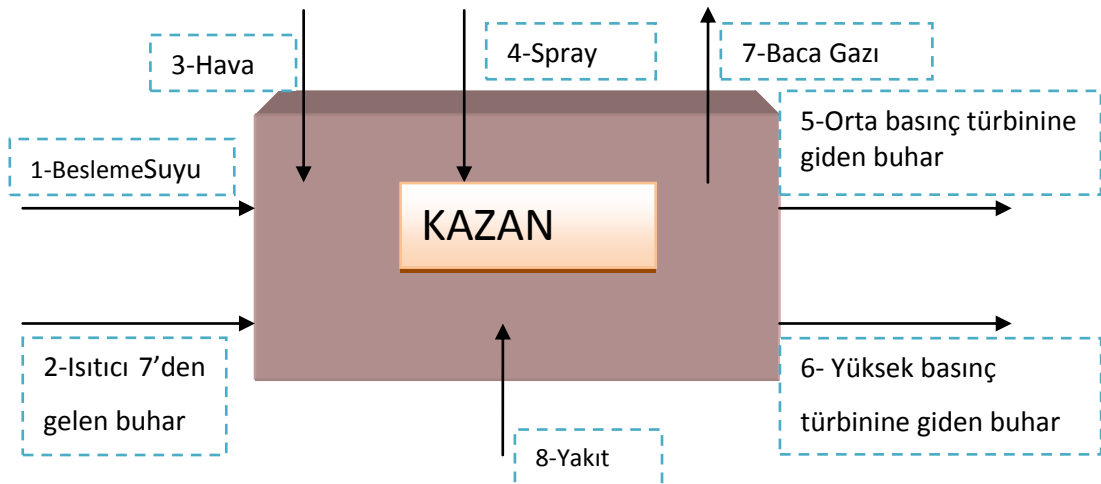 3-Hava
4-Spray
7-Baca Gazı
5-Orta basınç türbinine
giden buhar
1-BeslemeSuyu
KAZAN
2-Isıtıcı 7’den
gelen buhar
6- Yüksek basınç
türbinine giden buhar
8-Yakıt